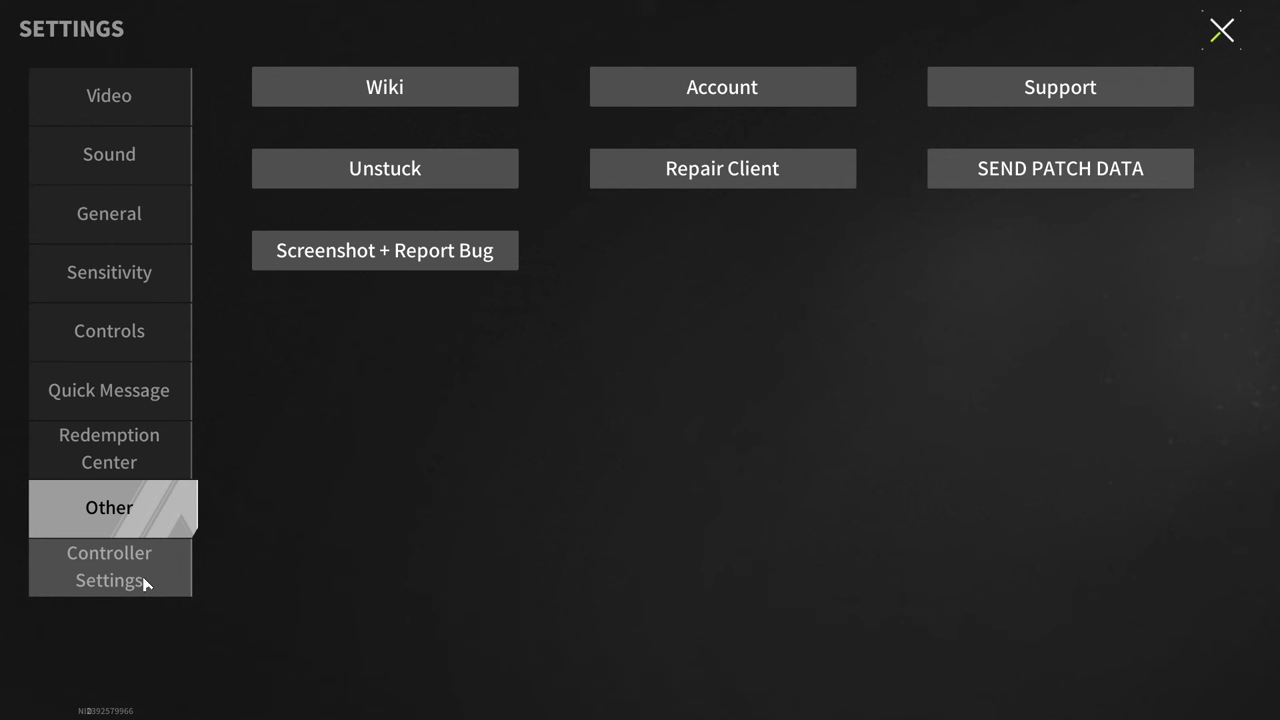 SETTINGS
Video
Sound
General
Sensitivity
Controls
Quick Message
Redemption
Center
Other
Controller
Settings
Wiki
Account
Support
Unstuck
Repair Client
SEND PATCH DATA
Screenshot + Report Bug